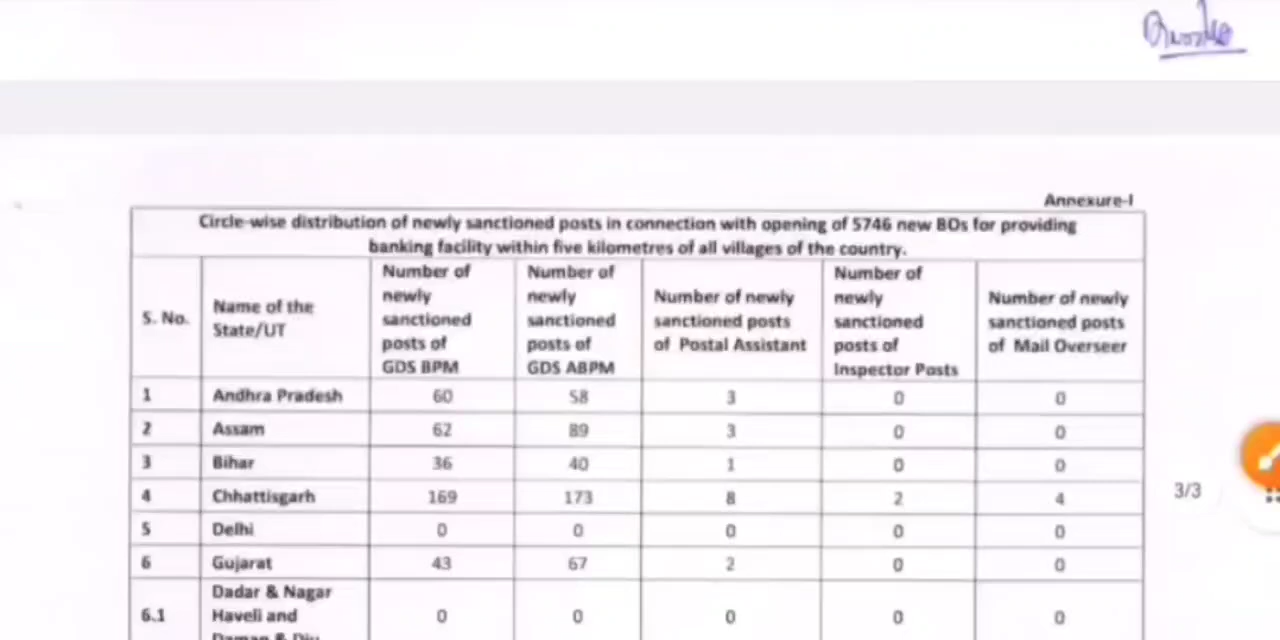 Annexure-I
Circle-wise distribution of newly sanctioned posts in connection with opening of 5746 new BOs for providing
banking facility within five kilometres of all villages of the country.
S. No. Name of the State/UT Number of newly sanctioned posts of GDS BPM Number of newly sanctioned posts of GDS ABPM Number of newly sanctioned posts of Postal Assistant Number of newly sanctioned posts of Inspector Posts Number of newly sanctioned posts of Mail Overseer
1 Andhra Pradesh 60 58 3 0 0
2 Assam 62 89 3 0 0
3 Bihar 36 40 1 0 0
4 Chhattisgarh 169 173 8 2 4
5 Delhi 0 0 0 0 0
6 Gujarat 43 67 2 0 0
6.1 Dadar & Nagar Haveli and Daman & Diu 0 0 0 0 0
3/3